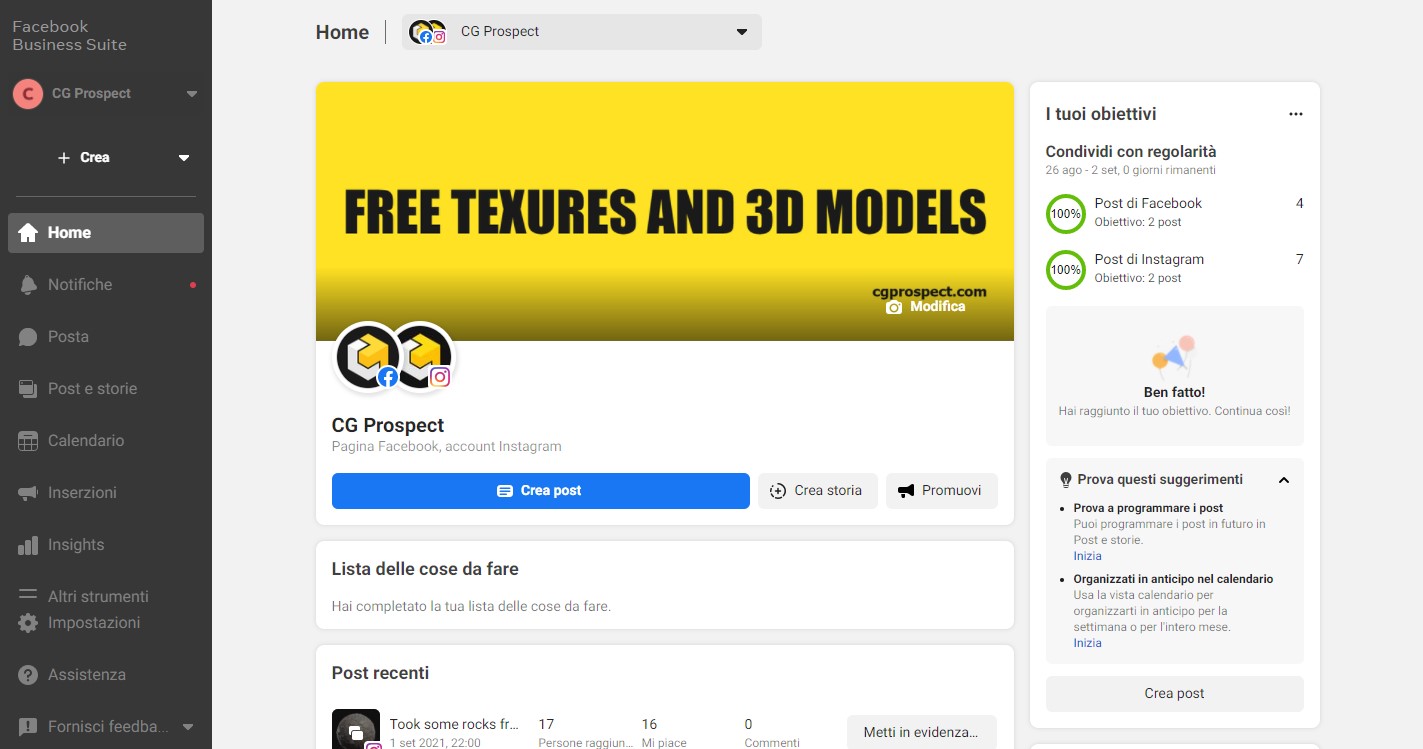 Facebook
Business Suite
C CG Prospect
Crea
Home
Notifiche
Posta
Post e storie
Calendario
Inserzioni
Insights
Altri strumenti
Impostazioni
Assistenza
Fornisci feedba...
Home
CG Prospect
FREE TEXURES AND 3D MODELS
cgprospect.com
Modifica
CG Prospect
Pagina Facebook, account Instagram
Crea post
Crea storia
Promuovi
Lista delle cose da fare
Hai completato la tua lista delle cose da fare.
Post recenti
Took some rocks fr...
1 set 2021, 22:00
17
Persone raggiun...
16
Mi piace
0
Commenti
Metti in evidenza...
I tuoi obiettivi
Condividi con regolarità
26 ago - 2 set, 0 giorni rimanenti
100% Post di Facebook 4
Obiettivo: 2 post
100% Post di Instagram 7
Obiettivo: 2 post
Ben fatto!
Hai raggiunto il tuo obiettivo. Continua così!
Prova questi suggerimenti
• Prova a programmare i post
Puoi programmare i post in futuro in
Post e storie.
Inizia
• Organizzati in anticipo nel calendario
Usa la vista calendario per
organizzarti in anticipo per la
settimana o per l'intero mese.
Inizia
Crea post